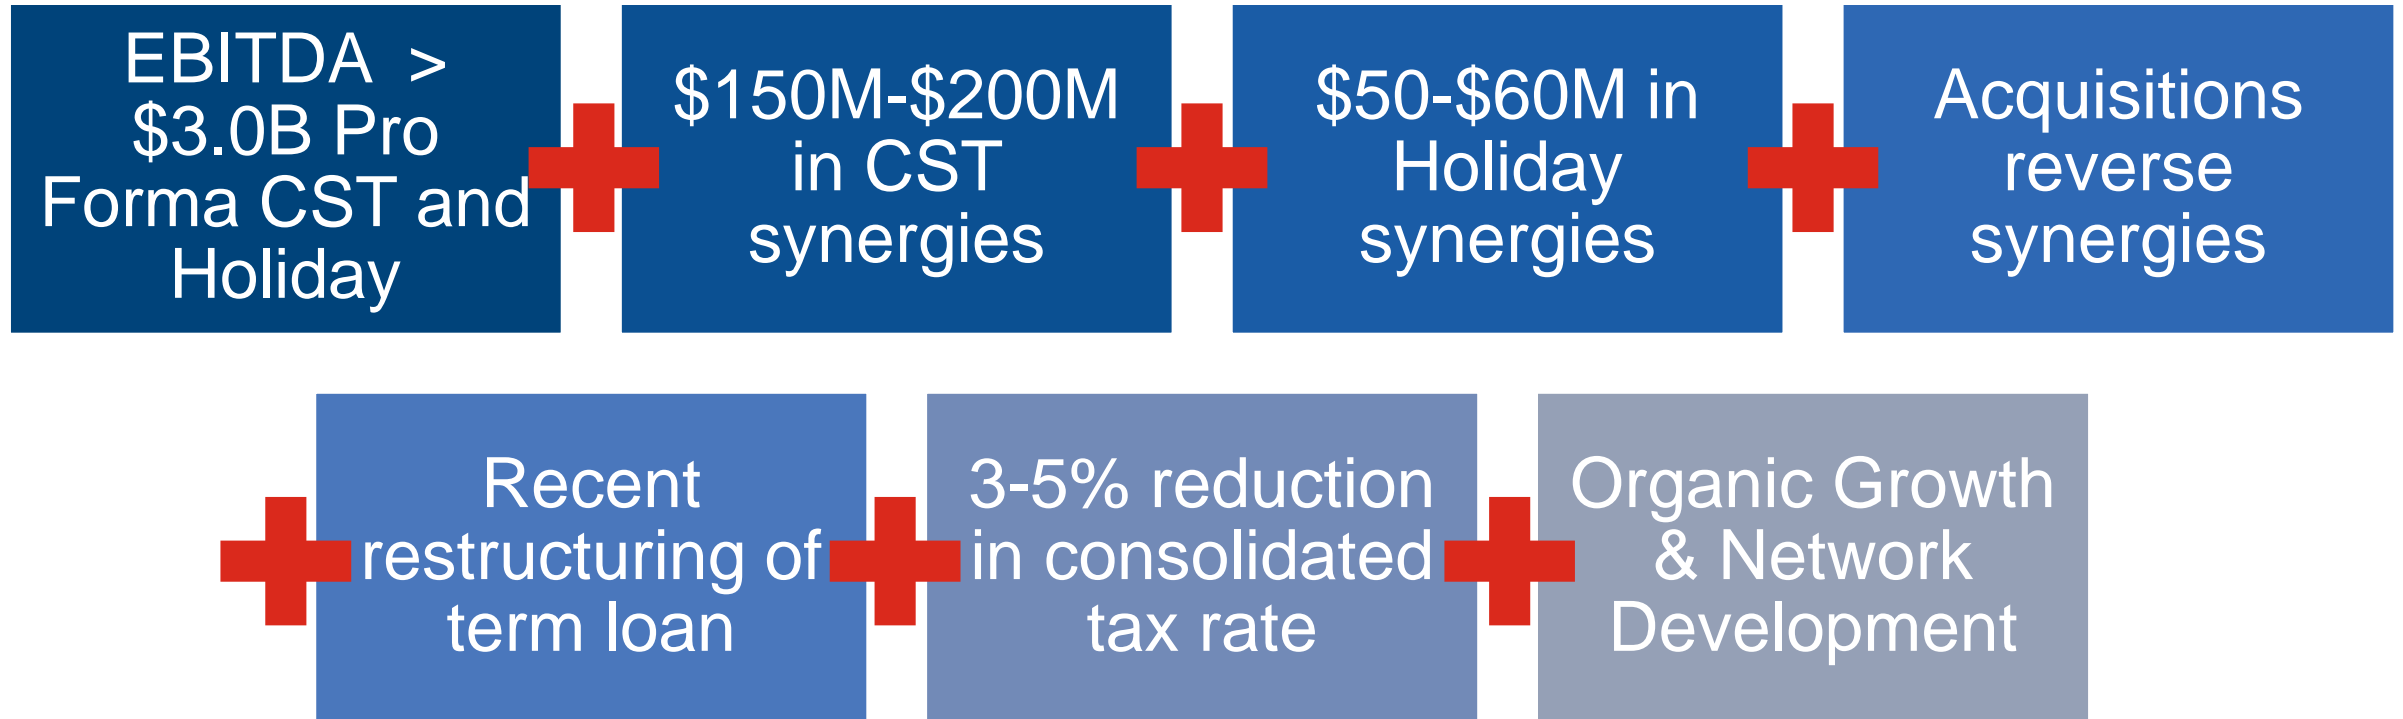 EBITDA >
$3.0B Pro
Forma CST and
Holiday
$150M-$200M
in CST
synergies
$50-$60M in
Holiday
synergies
Acquisitions
reverse
synergies
Recent
restructuring of
term loan
3-5% reduction
in consolidated
tax rate
Organic Growth
& Network
Development